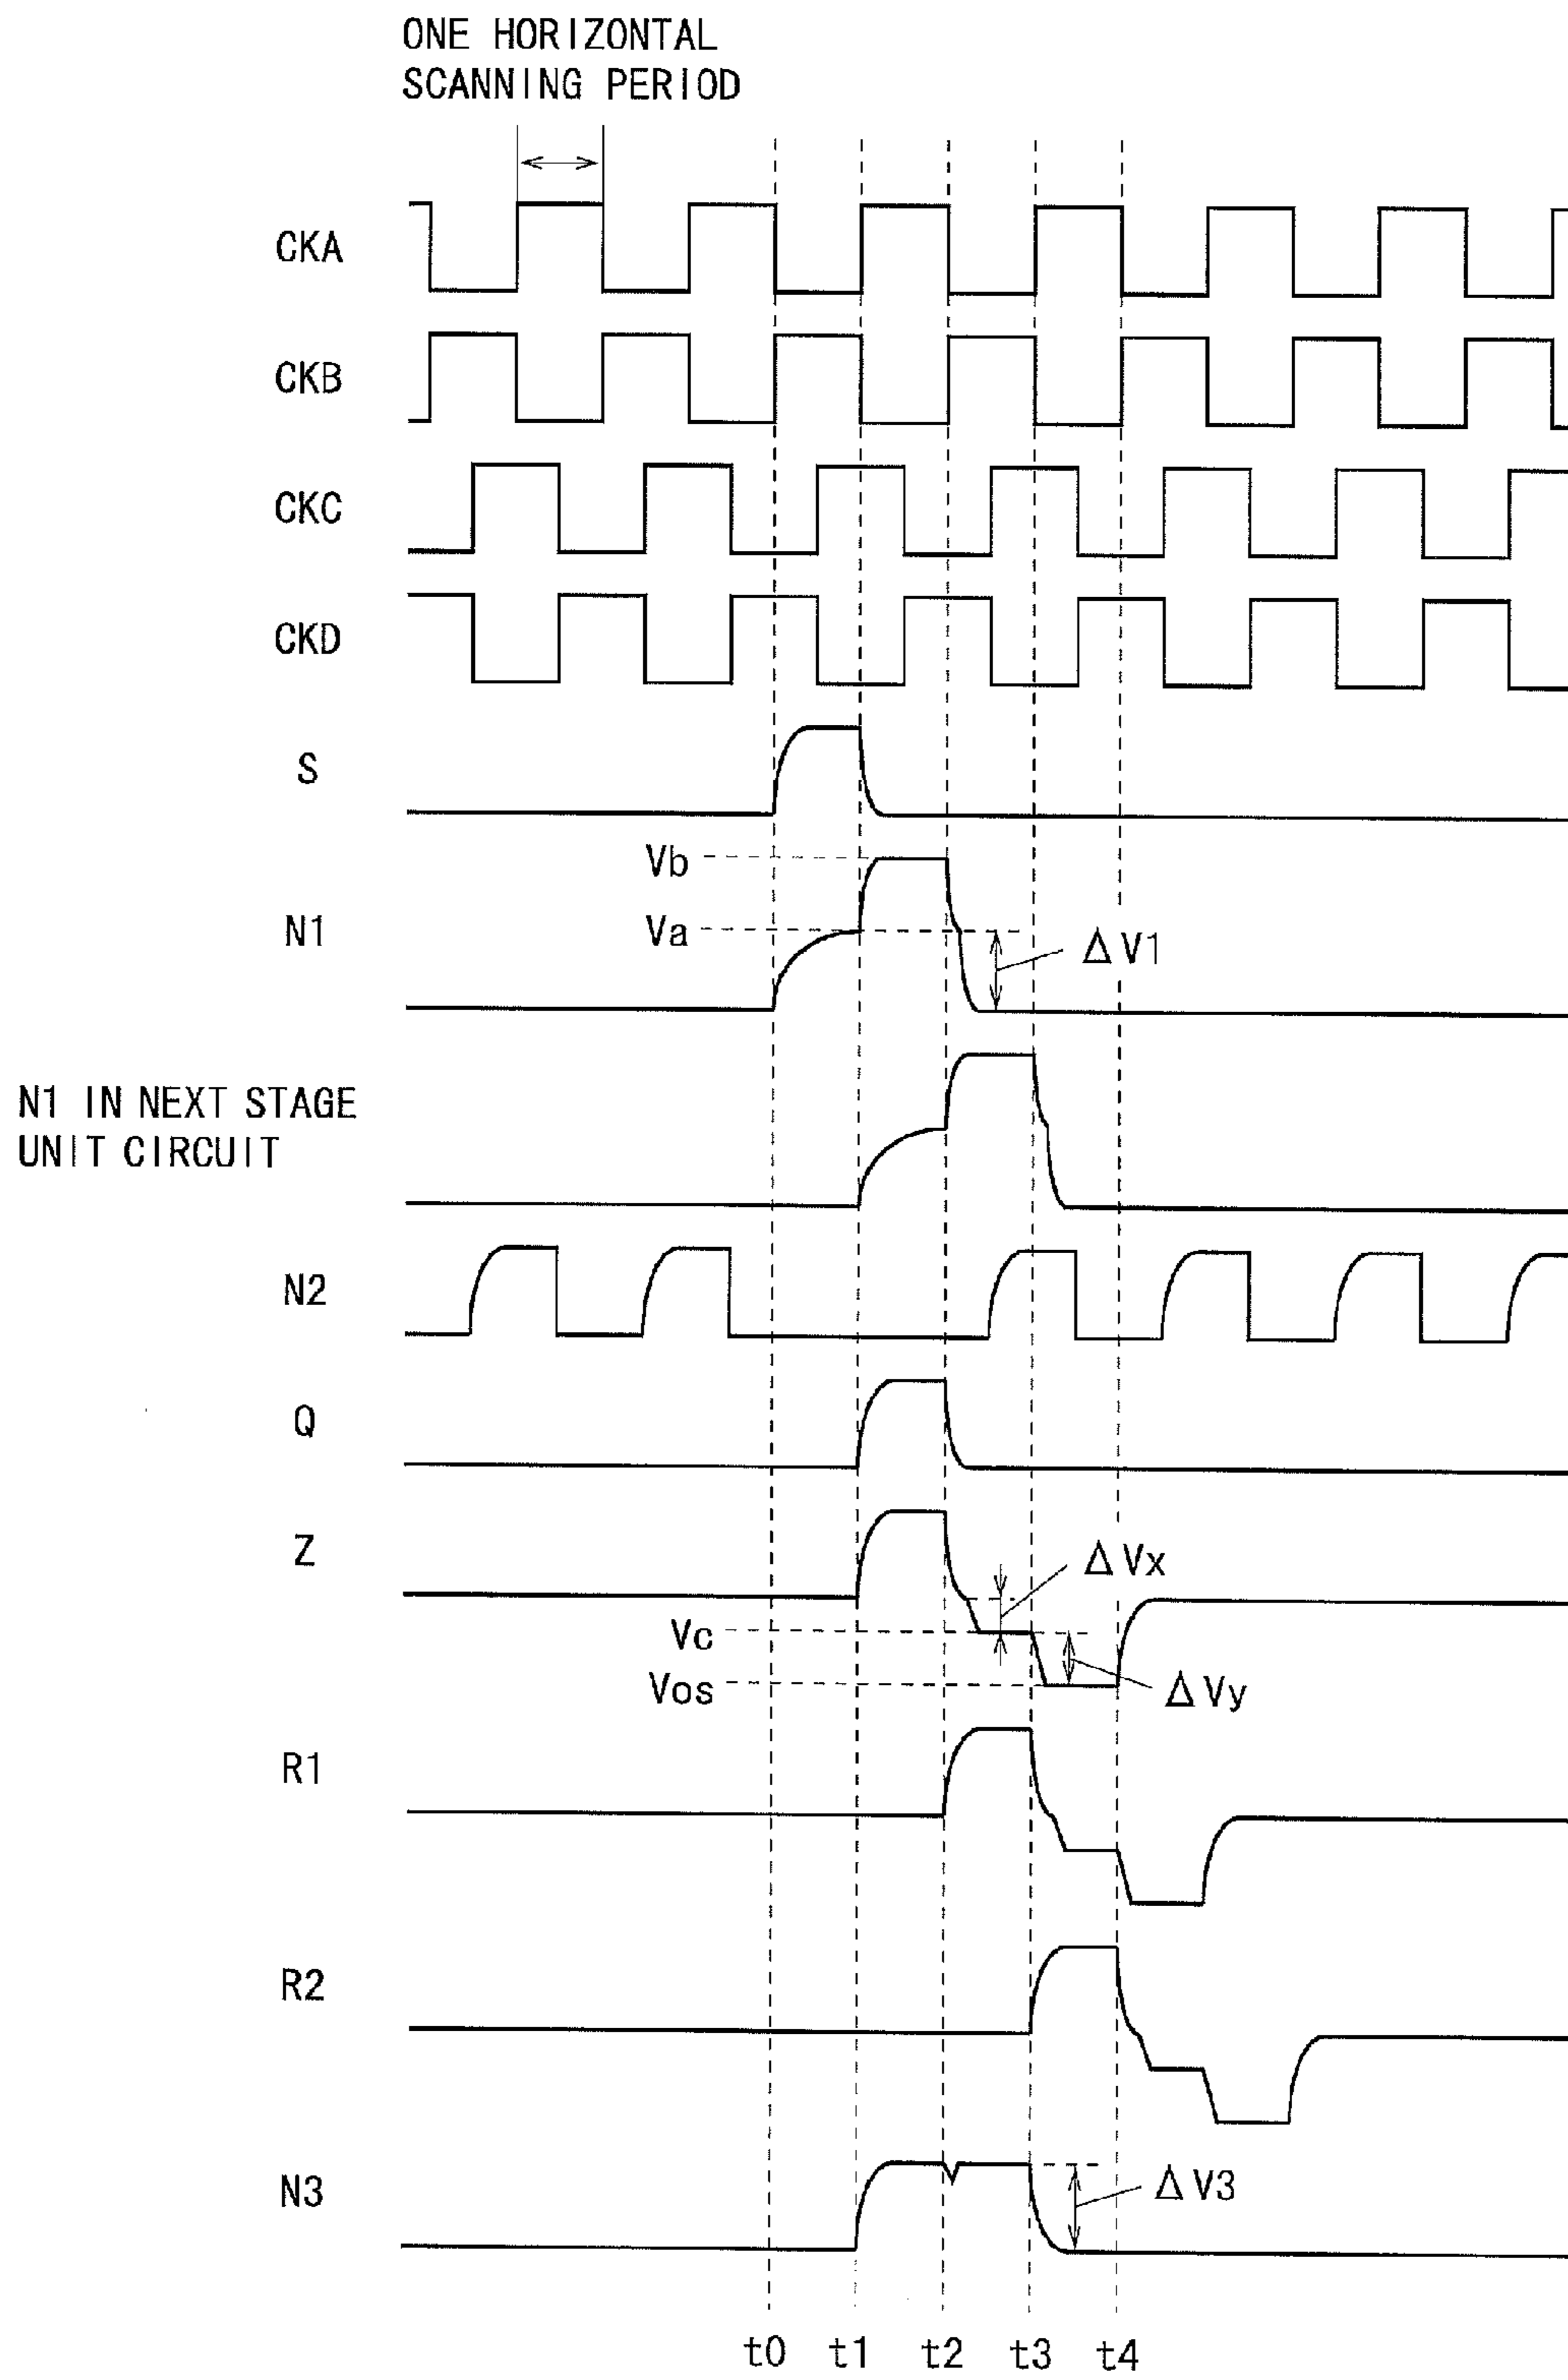 ONE HORIZONTAL
SCANNING PERIOD
CKA
CKB
CKC
CKD
S
Vb
N1
Va
ΔV1
N1 IN NEXT STAGE
UNIT CIRCUIT
N2
Q
Z
ΔVx
Vc
Vos
ΔVy
R1
R2
N3
ΔV3
t0 t1 t2 t3 t4